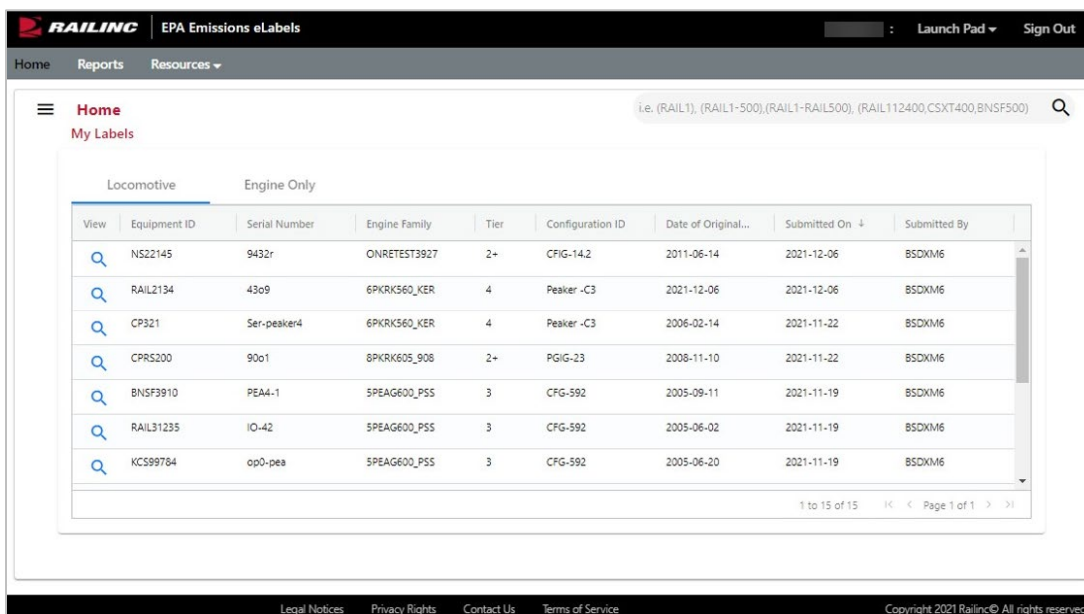 RAILINC EPA Emissions eLabels : Launch Pad Sign Out
Home Reports Resources
Home i.e. (RAIL1), (RAIL1-500),(RAIL1-RAIL500), (RAIL112400,CSXT400,BNSF500)
My Labels
Locomotive Engine Only
View Equipment ID Serial Number Engine Family Tier Configuration ID Date of Original... Submitted On ↓ Submitted By
NS22145 9432r ONRETEST3927 2+ CFIG-14.2 2011-06-14 2021-12-06 BSDXM6
RAIL2134 43o9 6PKRK560_KER 4 Peaker -C3 2021-12-06 2021-12-06 BSDXM6
CP321 Ser-peaker4 6PKRK560_KER 4 Peaker -C3 2006-02-14 2021-11-22 BSDXM6
CPRS200 90o1 8PKRK605_908 2+ PGIG-23 2008-11-10 2021-11-22 BSDXM6
BNSF3910 PEA4-1 5PEAG600_PSS 3 CFG-592 2005-09-11 2021-11-19 BSDXM6
RAIL31235 IO-42 5PEAG600_PSS 3 CFG-592 2005-06-02 2021-11-19 BSDXM6
KCS99784 op0-pea 5PEAG600_PSS 3 CFG-592 2005-06-20 2021-11-19 BSDXM6
1 to 15 of 15 Page 1 of 1
Legal Notices Privacy Rights Contact Us Terms of Service Copyright 2021 Railinc© All rights reserved